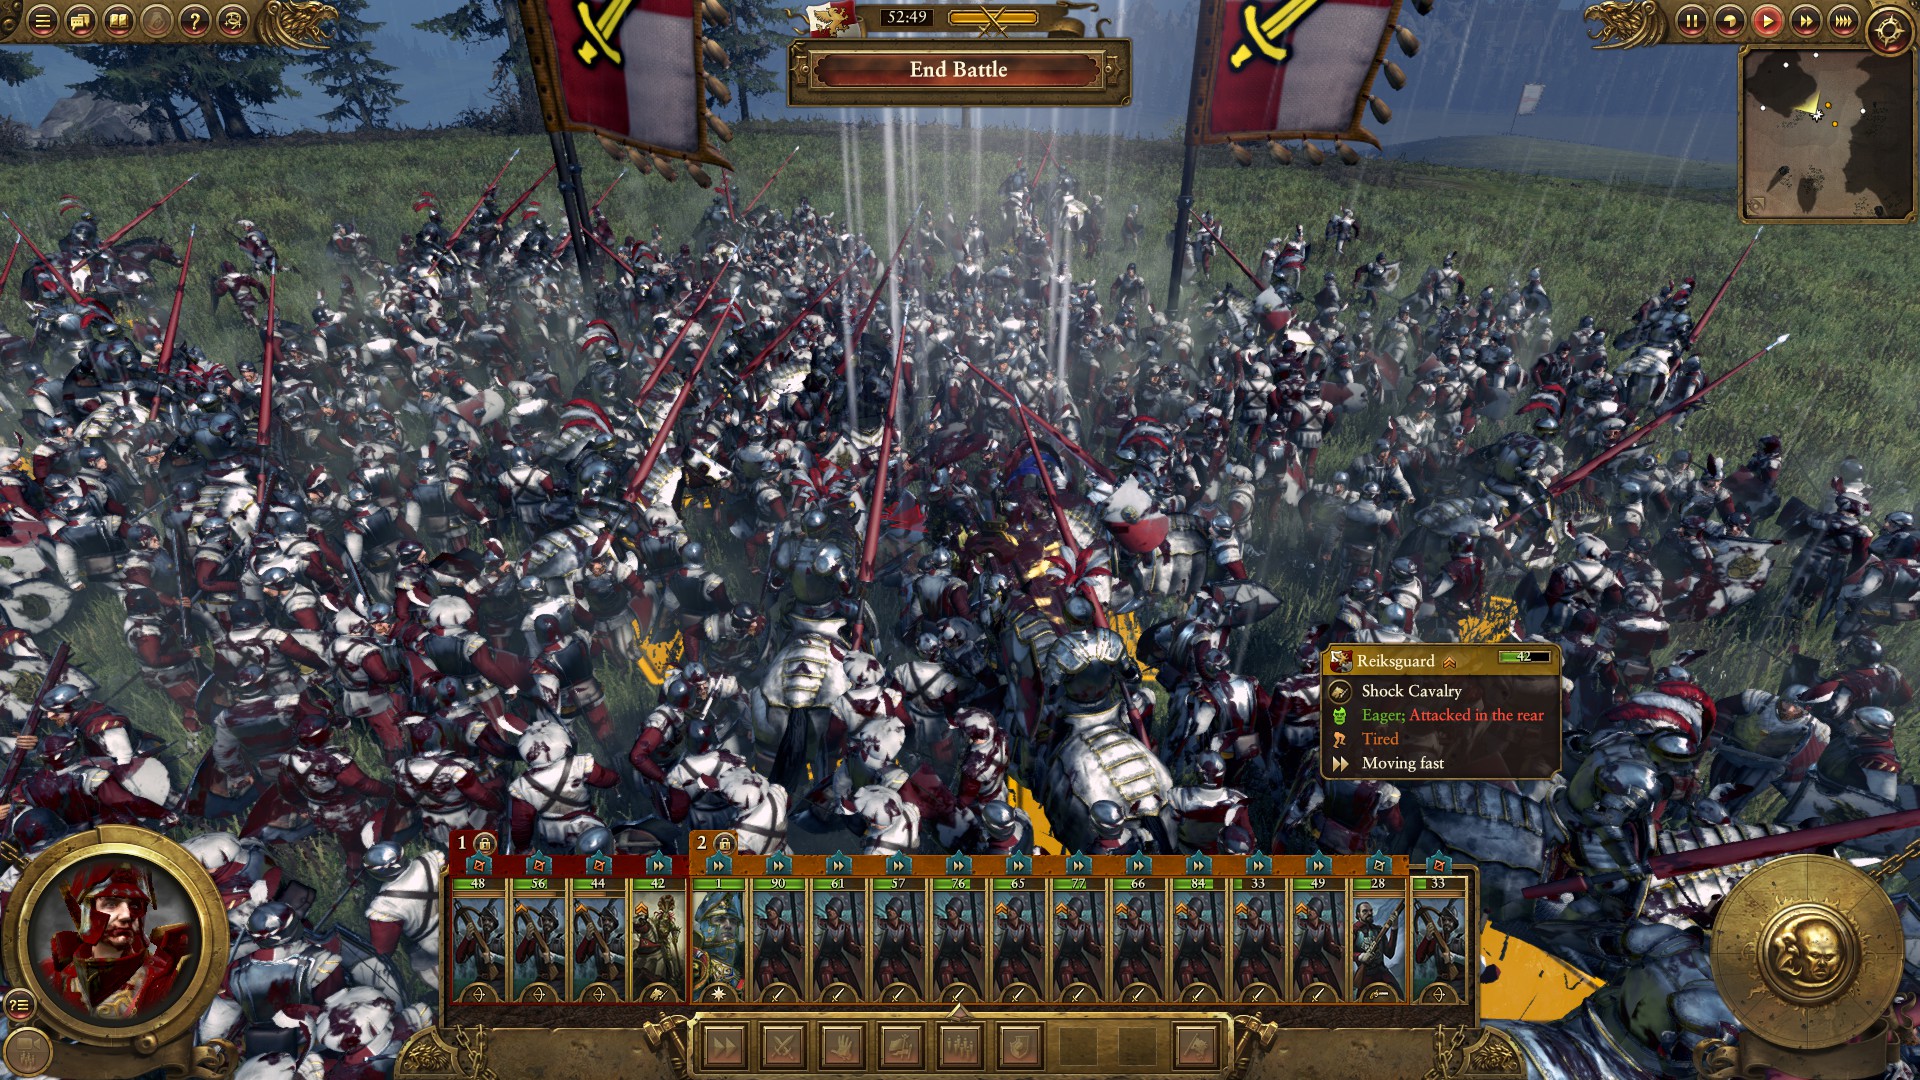 52:49
End Battle
?
Reiksguard 42
Shock Cavalry
Eager; Attacked in the rear
Tired
Moving fast
1 2
48 56 44 42 1 90 61 57 76 65 77 66 84 33 49 28 33
?